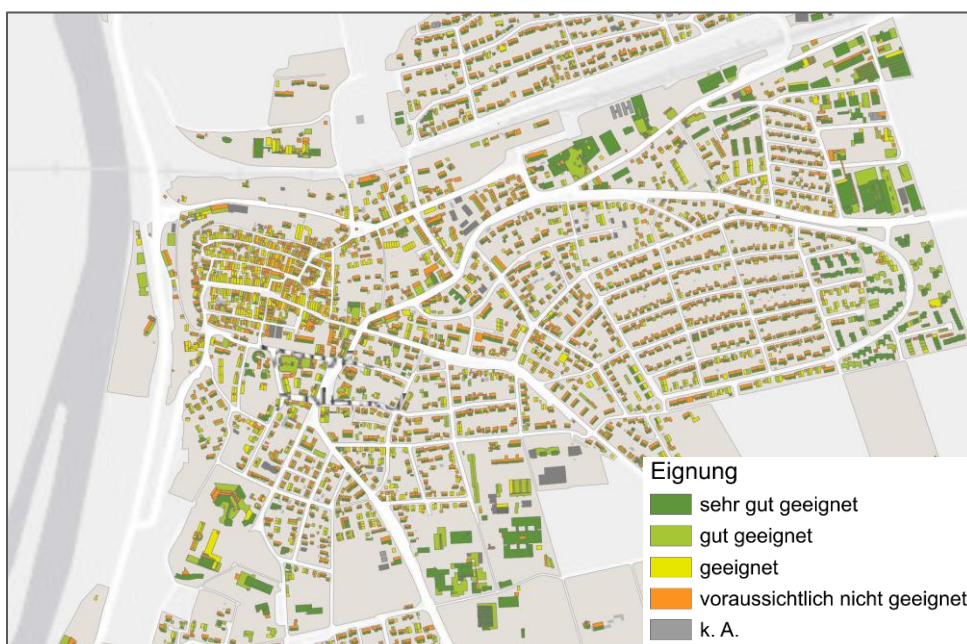 Eignung
sehr gut geeignet
gut geeignet
geeignet
voraussichtlich nicht geeignet
k. A.